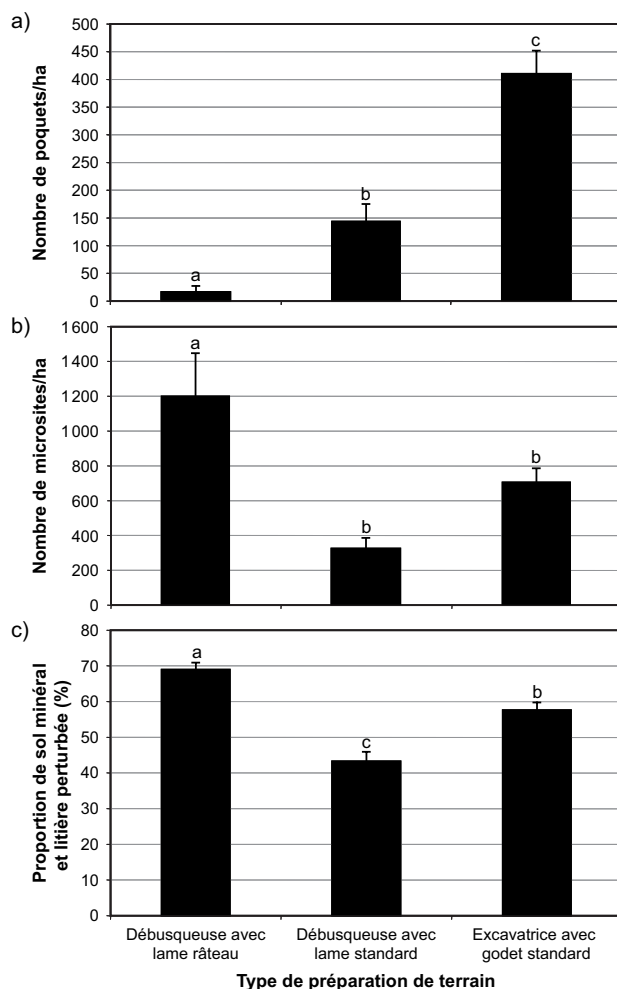 a)
Nombre de poquets/ha
500
450
400
350
300
250
200
150
100
50
0
a
b
c
b)
Nombre de microsites/ha
1600
1400
1200
1000
800
600
400
200
0
a
b
b
c)
Proportion de sol minéral
et litière perturbée (%)
80
70
60
50
40
30
20
10
0
a
c
b
Débusqueuse avec
lame râteau
Débusqueuse avec
lame standard
Excavatrice avec
godet standard
Type de préparation de terrain